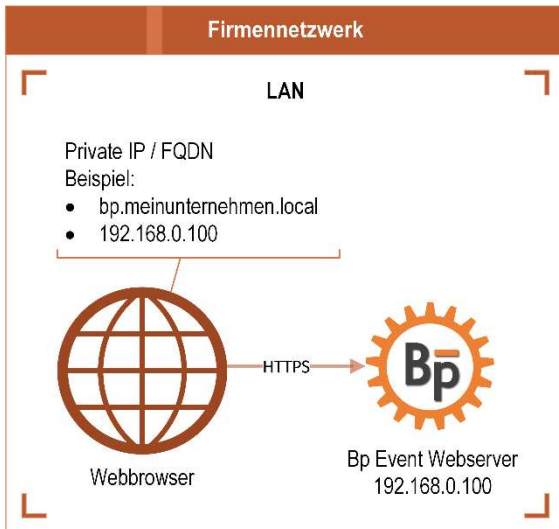 Firmennetzwerk
LAN
Private IP / FQDN
Beispiel:
• bp.meinunternehmen.local
• 192.168.0.100
HTTPS
Bp
Webbrowser
Bp Event Webserver
192.168.0.100